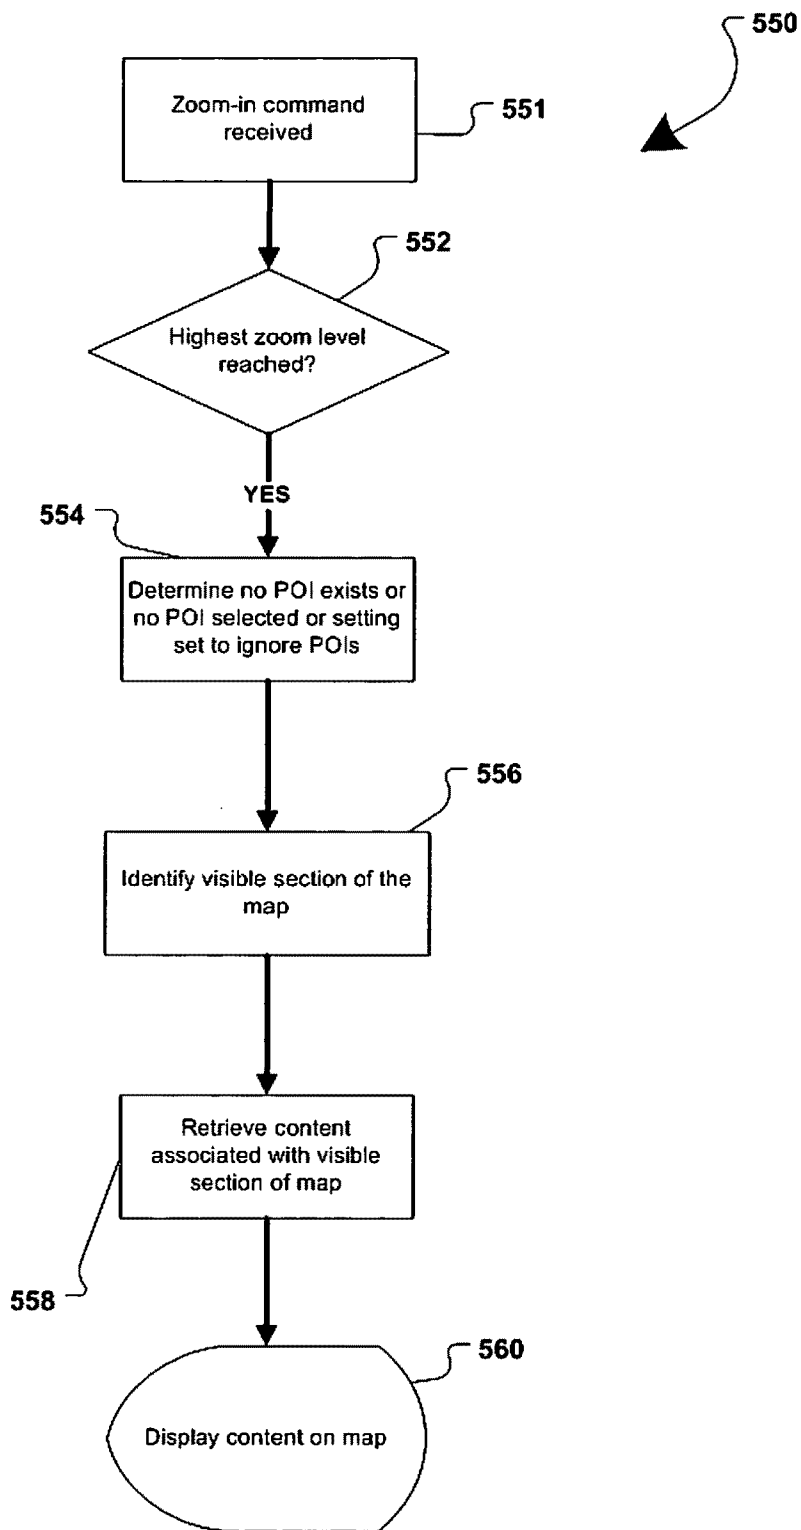 550
Zoom-in command
received
551
552
Highest zoom level
reached?
YES
554
Determine no POI exists or
no POI selected or setting
set to ignore POIs
556
Identify visible section of the
map
Retrieve content
associated with visible
section of map
558
560
Display content on map